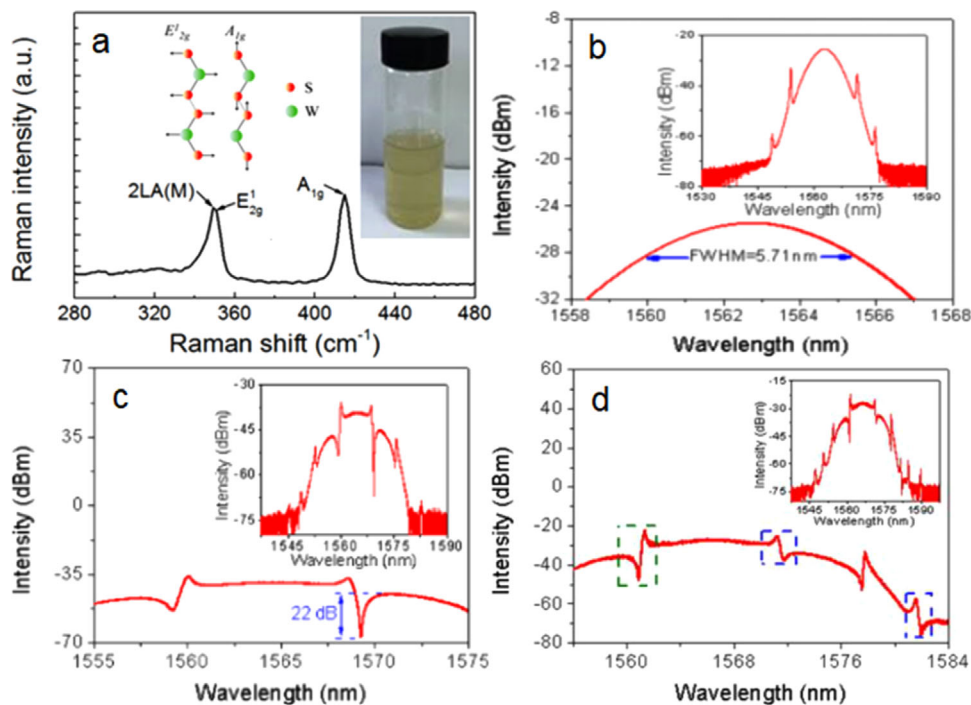 a
E¹₂g A₁g
S
W
2LA(M)
E¹₂g
A₁g
Raman intensity (a.u.)
280 320 360 400 440 480
Raman shift (cm⁻¹)
b
-8
-12
-16
-20
-24
-28
-32
Intensity (dBm)
1558 1560 1562 1564 1566 1568
Wavelength (nm)
FWHM=5.71nm
-20
-40
-60
-80
Intensity (dBm)
1530 1545 1560 1575 1590
Wavelength (nm)
c
70
35
0
-35
-70
Intensity (dBm)
1555 1560 1565 1570 1575
Wavelength (nm)
22 dB
-30
-45
-60
-75
Intensity (dBm)
1545 1560 1575 1590
Wavelength (nm)
d
60
40
20
0
-20
-40
-60
-80
Intensity (dBm)
1560 1568 1576 1584
Wavelength (nm)
-15
-30
-45
-60
-75
Intensity (dBm)
1545 1560 1575 1590
Wavelength (nm)